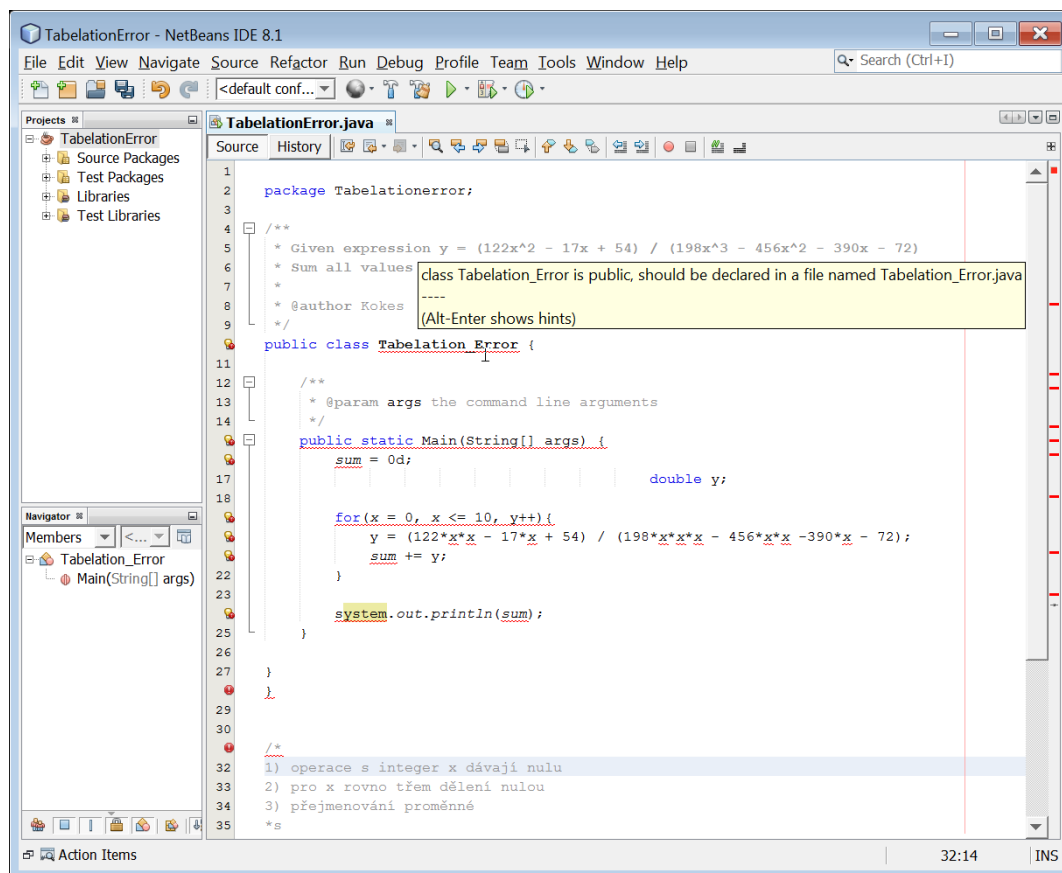 TabelationError - NetBeans IDE 8.1
File Edit View Navigate Source Refactor Run Debug Profile Team Tools Window Help
Search (Ctrl+I)
<default conf...
Projects
TabelationError
Source Packages
Test Packages
Libraries
Test Libraries
TabelationError.java
Source History
1
2 package Tabelationerror;
3
4 /**
5 * Given expression y = (122x^2 - 17x + 54) / (198x^3 - 456x^2 - 390x - 72)
6 * Sum all values
7 *
8 * @author Kokes
9 */
class Tabelation_Error is public, should be declared in a file named Tabelation_Error.java
----
(Alt-Enter shows hints)
public class Tabelation_Error {
11
12 /**
13 * @param args the command line arguments
14 */
public static Main(String[] args) {
sum = 0d;
17 double y;
18
for(x = 0, x <= 10, y++){
y = (122*x*x - 17*x + 54) / (198*x*x*x - 456*x*x -390*x - 72);
sum += y;
22 }
23
system.out.println(sum);
25 }
26
27 }
}
29
30
/*
32 1) operace s integer x dávají nulu
33 2) pro x rovno třem dělení nulou
34 3) přejmenování proměnné
35 *s
Navigator
Members <...
Tabelation_Error
Main(String[] args)
Action Items
32:14 INS